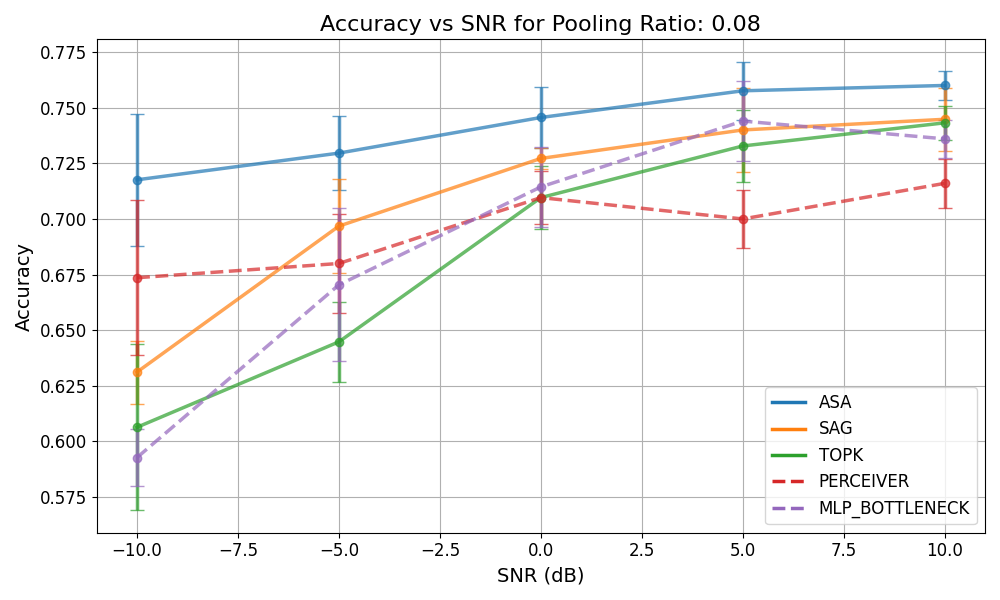 Accuracy vs SNR for Pooling Ratio: 0.08
Accuracy
0.775
0.750
0.725
0.700
0.675
0.650
0.625
0.600
0.575
ASA
SAG
TOPK
PERCEIVER
MLP_BOTTLENECK
−10.0 −7.5 −5.0 −2.5 0.0 2.5 5.0 7.5 10.0
SNR (dB)